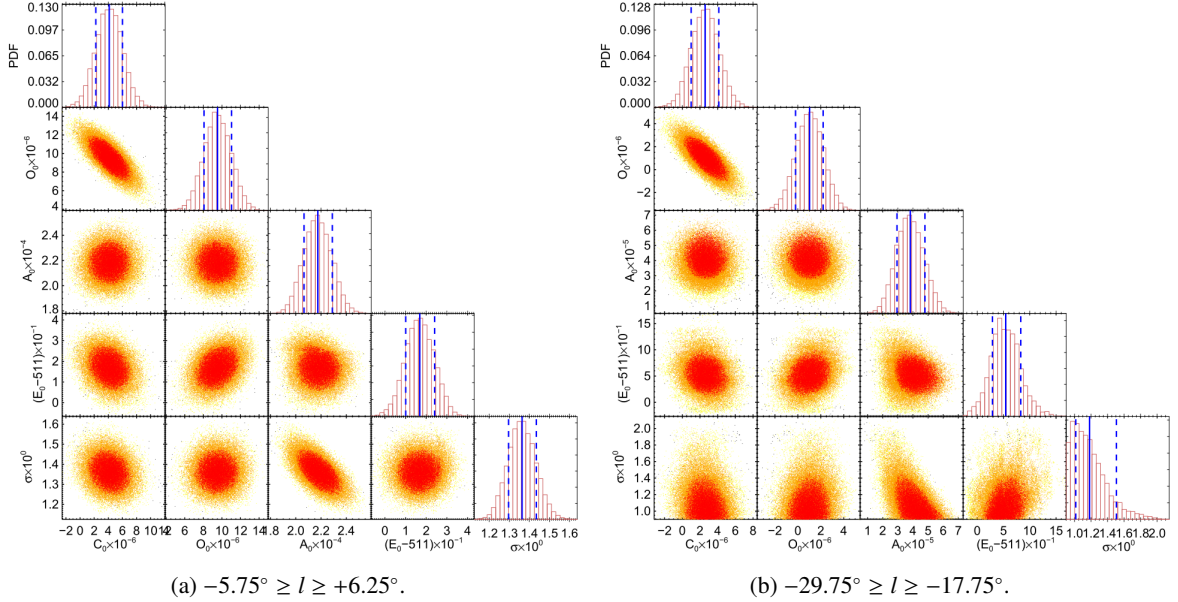 0.130
0.097
0.064
0.032
0.000
PDF
14
12
10
8
6
4
O₀×10⁻⁶
2.4
2.2
2.0
1.8
A₀×10⁻⁴
4
3
2
1
0
(E₀−511)×10⁻¹
1.6
1.5
1.4
1.3
1.2
σ×10⁰
−2 0 2 4 6 8 10 12
C₀×10⁻⁶
4 6 8 10 12 14
O₀×10⁻⁶
1.8 2.0 2.2 2.4
A₀×10⁻⁴
0 1 2 3 4
(E₀−511)×10⁻¹
1.2 1.3 1.4 1.5 1.6
σ×10⁰
(a) −5.75° ≥ l ≥ +6.25°.
0.128
0.096
0.064
0.032
0.000
PDF
4
2
0
−2
O₀×10⁻⁶
7
6
5
4
3
2
1
A₀×10⁻⁵
15
10
5
0
(E₀−511)×10⁻¹
2.0
1.8
1.6
1.4
1.2
1.0
σ×10⁰
−2 0 2 4 6 8
C₀×10⁻⁶
−2 0 2 4
O₀×10⁻⁶
1 2 3 4 5 6 7
A₀×10⁻⁵
0 5 10 15
(E₀−511)×10⁻¹
1.0 1.2 1.4 1.6 1.8 2.0
σ×10⁰
(b) −29.75° ≥ l ≥ −17.75°.